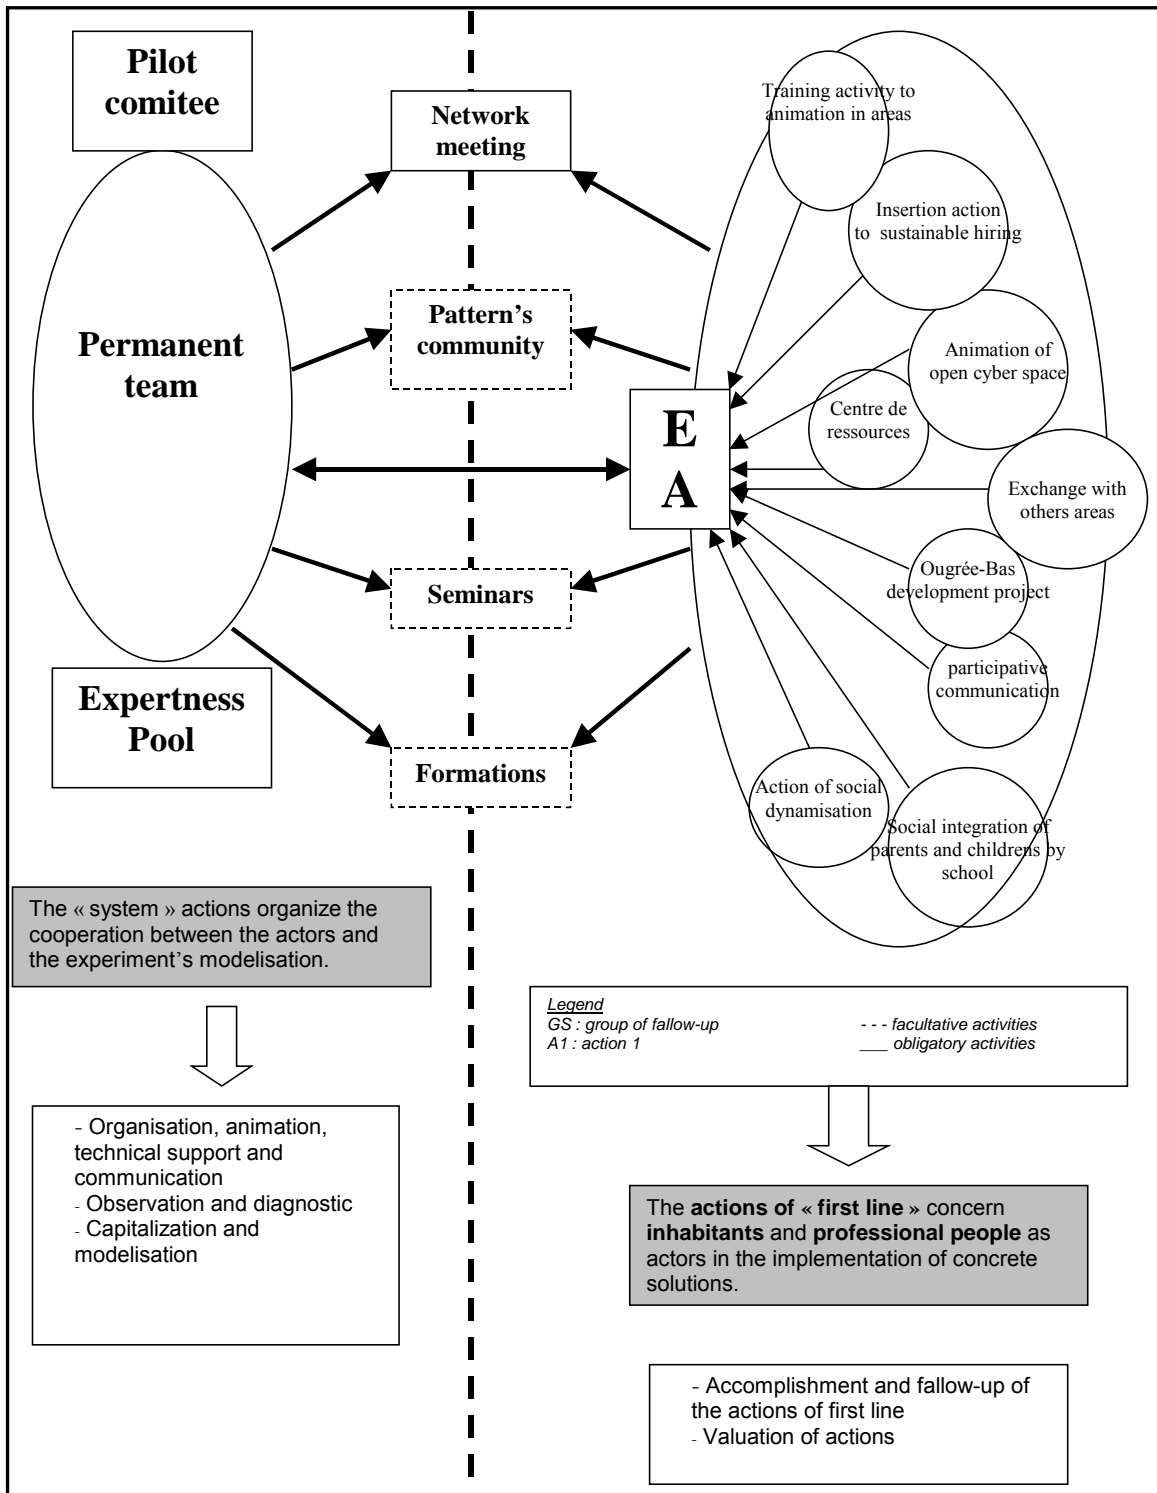 Pilot
comitee
Network
meeting
Training activity to
animation in areas
Insertion action
to sustainable hiring
Permanent
team
Pattern's
community
Animation of
open cyber space
Centre de
ressources
E
A
Exchange with
others areas
Ougrée-Bas
development project
Seminars
participative
communication
Expertness
Pool
Formations
Action of social
dynamisation
Social integration of
parents and childrens by
school
The « system » actions organize the
cooperation between the actors and
the experiment's modelisation.
Legend
GS : group of fallow-up
A1 : action 1
- - - facultative activities
___ obligatory activities
- Organisation, animation,
technical support and
communication
- Observation and diagnostic
- Capitalization and
modelisation
The actions of « first line » concern
inhabitants and professional people as
actors in the implementation of concrete
solutions.
- Accomplishment and fallow-up of
the actions of first line
- Valuation of actions